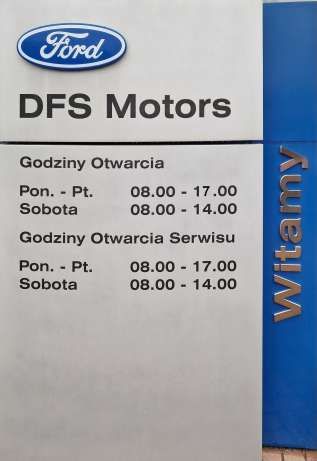 Ford
DFS Motors
Godziny Otwarcia
Pon. - Pt. 08.00 - 17.00
Sobota 08.00 - 14.00
Godziny Otwarcia Serwisu
Pon. - Pt. 08.00 - 17.00
Sobota 08.00 - 14.00
Witamy